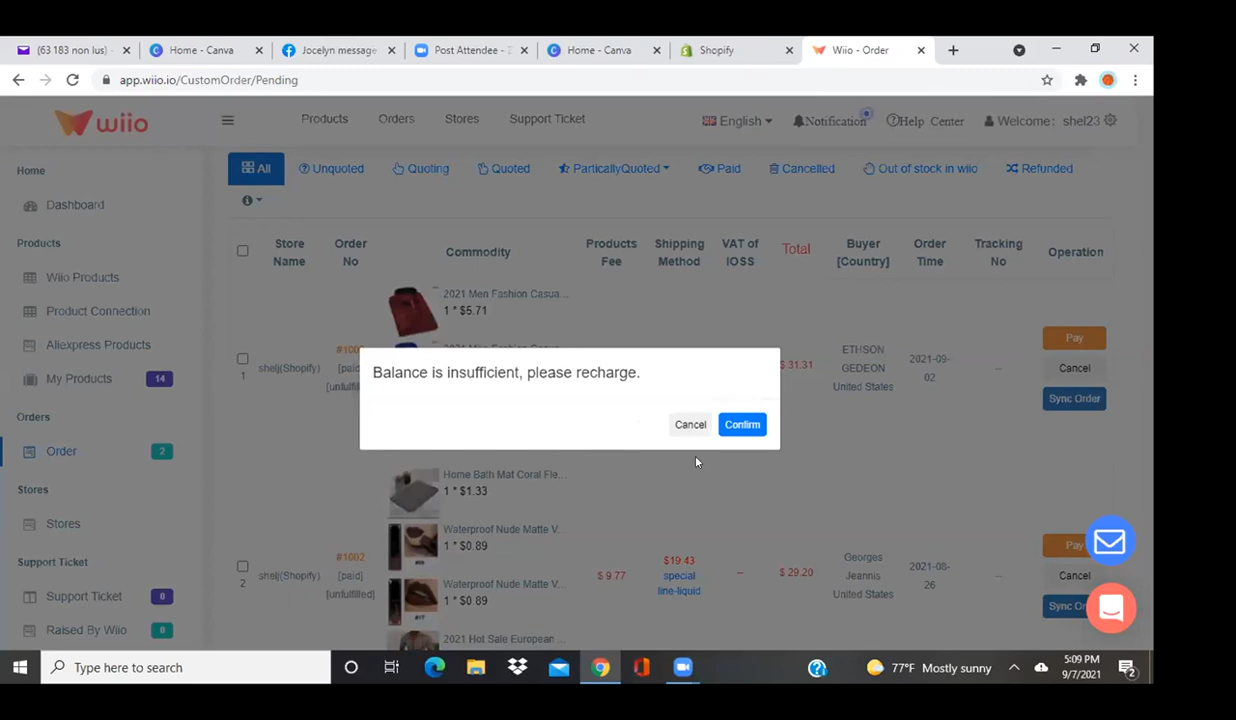 (63 183 non lus)
Home - Canva
Jocelyn message
Post Attendee - Z
Home - Canva
Shopify
Wiio - Order
app.wiio.io/CustomOrder/Pending
wiio
Products
Orders
Stores
Support Ticket
English
Notification
Help Center
Welcome: shel23
Home
Dashboard
Products
Wiio Products
Product Connection
Aliexpress Products
My Products 14
Orders
Order 2
Stores
Stores
Support Ticket
Support Ticket 0
Raised By Wiio 0
All
Unquoted
Quoting
Quoted
ParticallyQuoted
Paid
Cancelled
Out of stock in wiio
Refunded
Store
Name
Order
No
Commodity
Products
Fee
Shipping
Method
VAT of
IOSS
Total
Buyer
[Country]
Order
Time
Tracking
No
Operation
1
shelj(Shopify)
[paid]
2021 Men Fashion Casua...
1 * $5.71
$ 31.31
ETHSON
GEDEON
United States
2021-09-
02
--
Pay
Cancel
Sync Order
Balance is insufficient, please recharge.
Cancel
Confirm
2
shelj(Shopify)
#1002
[paid]
[unfulfilled]
Home Bath Mat Coral Fle...
1 * $1.33
Waterproof Nude Matte V...
1 * $0.89
Waterproof Nude Matte V...
1 * $0.89
2021 Hot Sale European ...
$ 9.77
$19.43
special
line-liquid
--
$ 29.20
Georges
Jeannis
United States
2021-08-
26
--
Pay
Cancel
Sync
Type here to search
77°F Mostly sunny
5:09 PM
9/7/2021
2